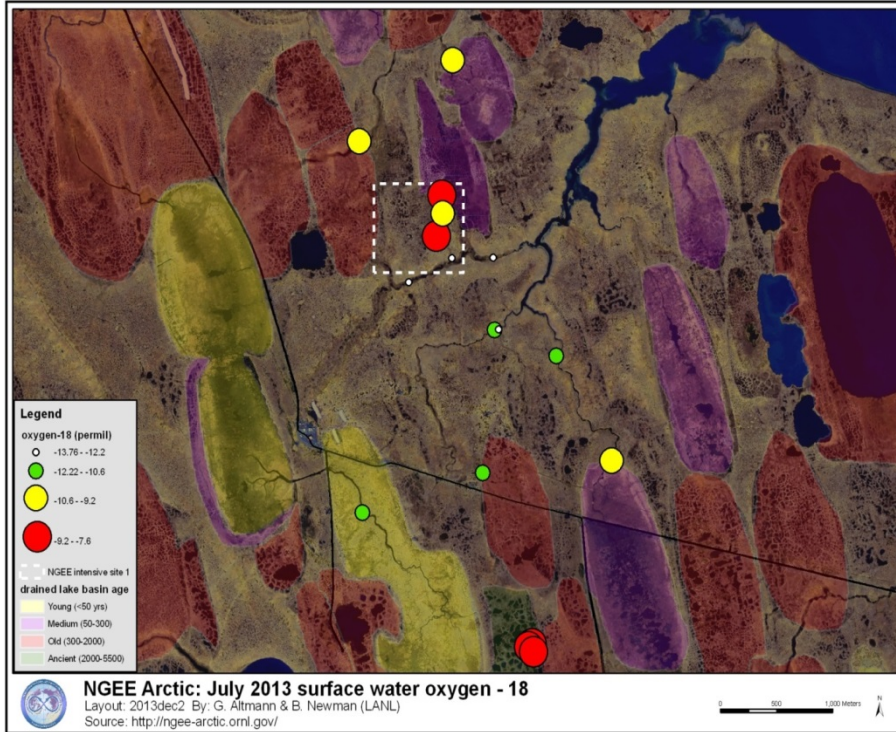 Legend
oxygen-18 (permil)
-13.76 - -12.2
-12.22 - -10.6
-10.6 - -9.2
-9.2 - -7.6
NGEE intensive site 1
drained lake basin age
Young (<50 yrs)
Medium (50-300)
Old (300-2000)
Ancient (2000-5500)
NGEE Arctic: July 2013 surface water oxygen - 18
Layout: 2013dec2 By: G. Altmann & B. Newman (LANL)
Source: http://ngee-arctic.ornl.gov/
0 500 1,000 Meters
N